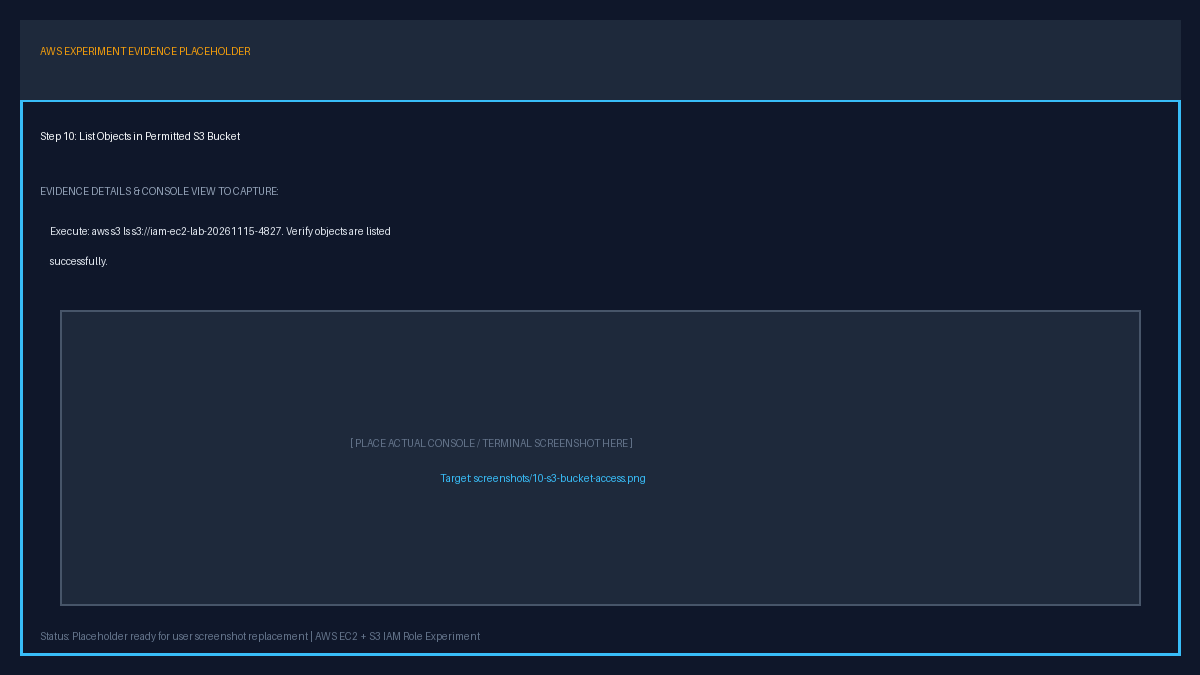 AWS EXPERIMENT EVIDENCE PLACEHOLDER
Step 10: List Objects in Permitted S3 Bucket
EVIDENCE DETAILS & CONSOLE VIEW TO CAPTURE:
Execute: aws s3 ls s3://iam-ec2-lab-20261115-4827. Verify objects are listed
successfully.
[ PLACE ACTUAL CONSOLE / TERMINAL SCREENSHOT HERE ]
Target: screenshots/10-s3-bucket-access.png
Status: Placeholder ready for user screenshot replacement | AWS EC2 + S3 IAM Role Experiment